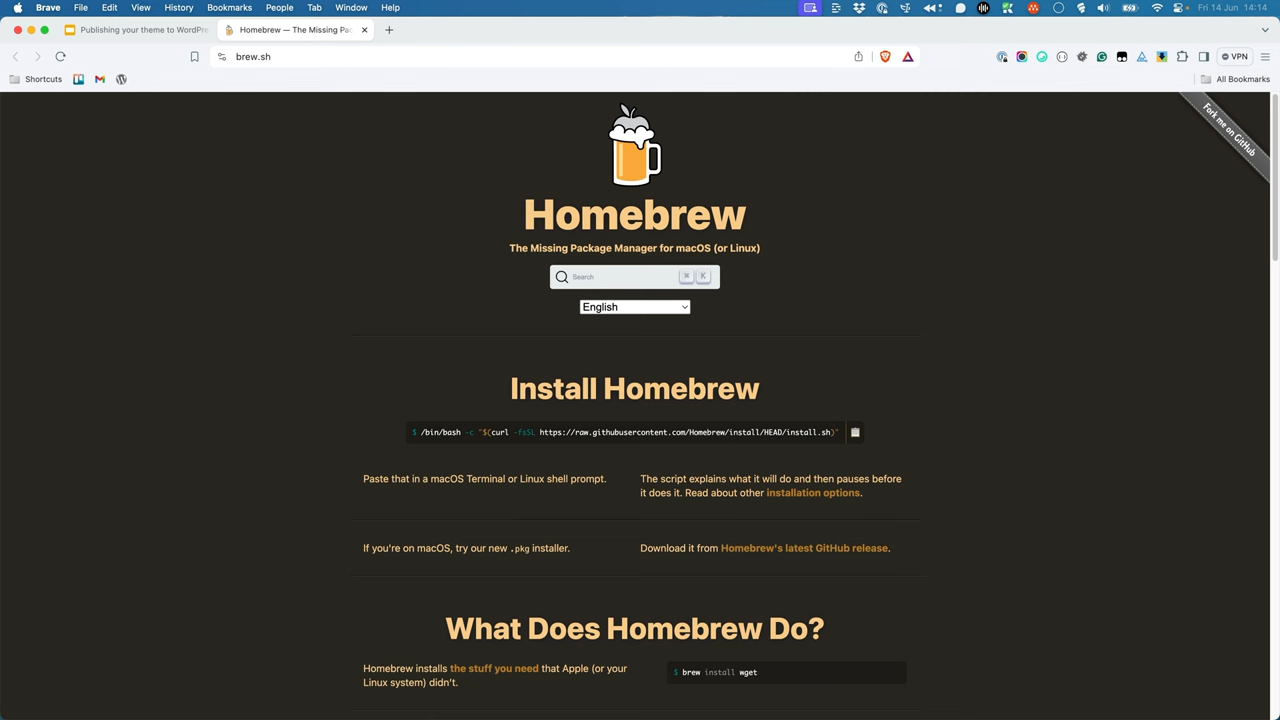 Brave File Edit View History Bookmarks People Tab Window Help Fri 14 Jun 14:14
Publishing your theme to WordPre
Homebrew — The Missing Pac
brew.sh
VPN
Shortcuts
All Bookmarks
Fork me on GitHub
Homebrew
The Missing Package Manager for macOS (or Linux)
Search ⌘ K
English
Install Homebrew
$ /bin/bash -c "$(curl -fsSL https://raw.githubusercontent.com/Homebrew/install/HEAD/install.sh)"
Paste that in a macOS Terminal or Linux shell prompt.
The script explains what it will do and then pauses before
it does it. Read about other installation options.
If you're on macOS, try our new .pkg installer.
Download it from Homebrew's latest GitHub release.
What Does Homebrew Do?
Homebrew installs the stuff you need that Apple (or your
Linux system) didn't.
$ brew install wget